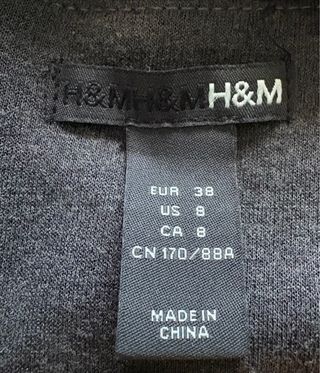 H&MH&MH&M
EUR 38
US 8
CA 8
CN 170/88A
MADE IN
CHINA